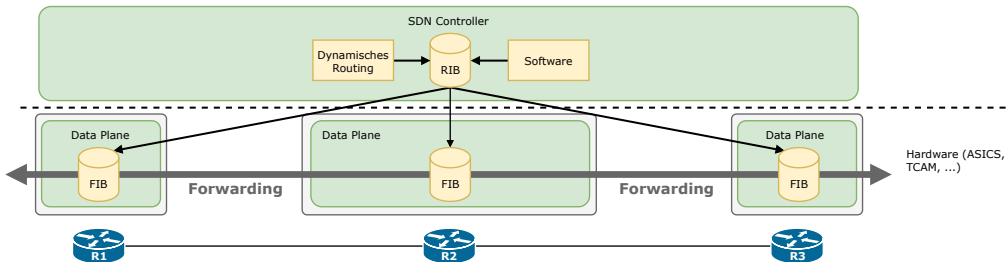 SDN Controller
Dynamisches
Routing
RIB
Software
Data Plane
Data Plane
Data Plane
Hardware (ASICS,
TCAM, ...)
FIB
Forwarding
FIB
Forwarding
FIB
R1
R2
R3